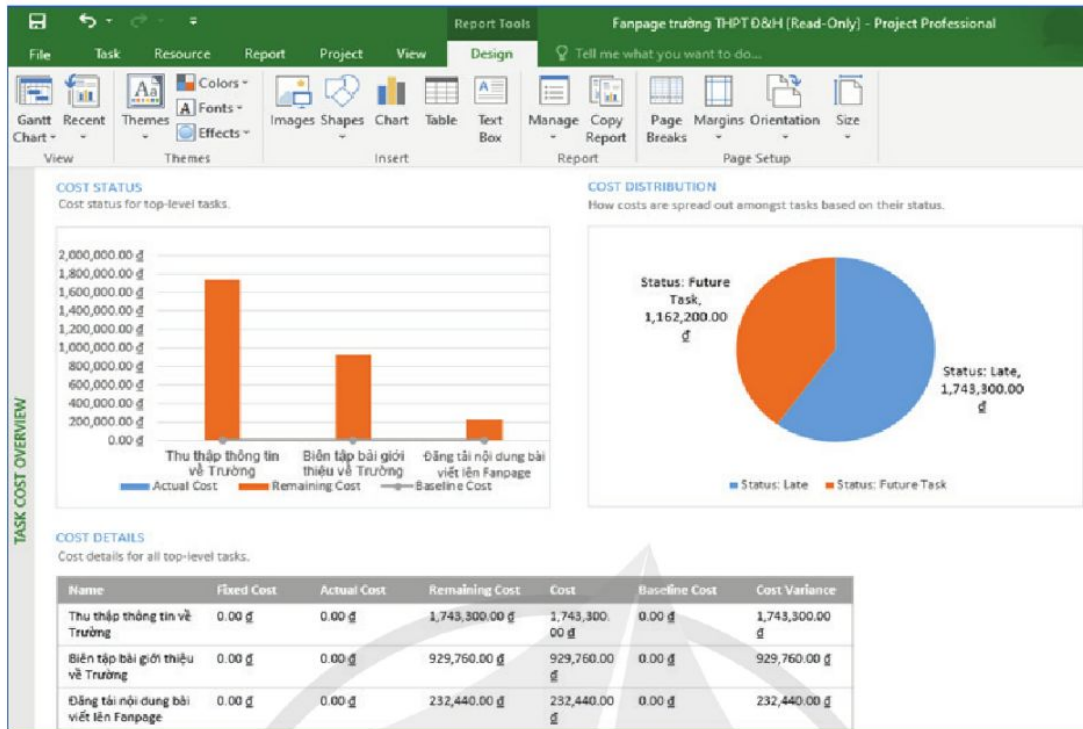 Report Tools
Fanpage trường THPT Đ&H [Read-Only] - Project Professional
File Task Resource Report Project View Design Tell me what you want to do...
Gantt Chart
Recent
Themes
Colors
Fonts
Effects
Images Shapes Chart Table Text Box
Manage Copy Report
Page Breaks Margins Orientation Size
View Themes Insert Report Page Setup
TASK COST OVERVIEW
COST STATUS
Cost status for top-level tasks.
2,000,000.00 ₫
1,800,000.00 ₫
1,600,000.00 ₫
1,400,000.00 ₫
1,200,000.00 ₫
1,000,000.00 ₫
800,000.00 ₫
600,000.00 ₫
400,000.00 ₫
200,000.00 ₫
0.00 ₫
Thu thập thông tin
về Trường
Biên tập bài giới
thiệu về Trường
Đăng tải nội dung bài
viết lên Fanpage
Actual Cost Remaining Cost Baseline Cost
COST DISTRIBUTION
How costs are spread out amongst tasks based on their status.
Status: Future
Task,
1,162,200.00
₫
Status: Late,
1,743,300.00
₫
Status: Late Status: Future Task
COST DETAILS
Cost details for all top-level tasks.
Name Fixed Cost Actual Cost Remaining Cost Cost Baseline Cost Cost Variance
Thu thập thông tin về 0.00 ₫ 0.00 ₫ 1,743,300.00 ₫ 1,743,300. 0.00 ₫ 1,743,300.00
Trường 00 ₫ ₫
Biên tập bài giới thiệu 0.00 ₫ 0.00 ₫ 929,760.00 ₫ 929,760.00 0.00 ₫ 929,760.00 ₫
về Trường ₫
Đăng tải nội dung bài 0.00 ₫ 0.00 ₫ 232,440.00 ₫ 232,440.00 0.00 ₫ 232,440.00 ₫
viết lên Fanpage ₫